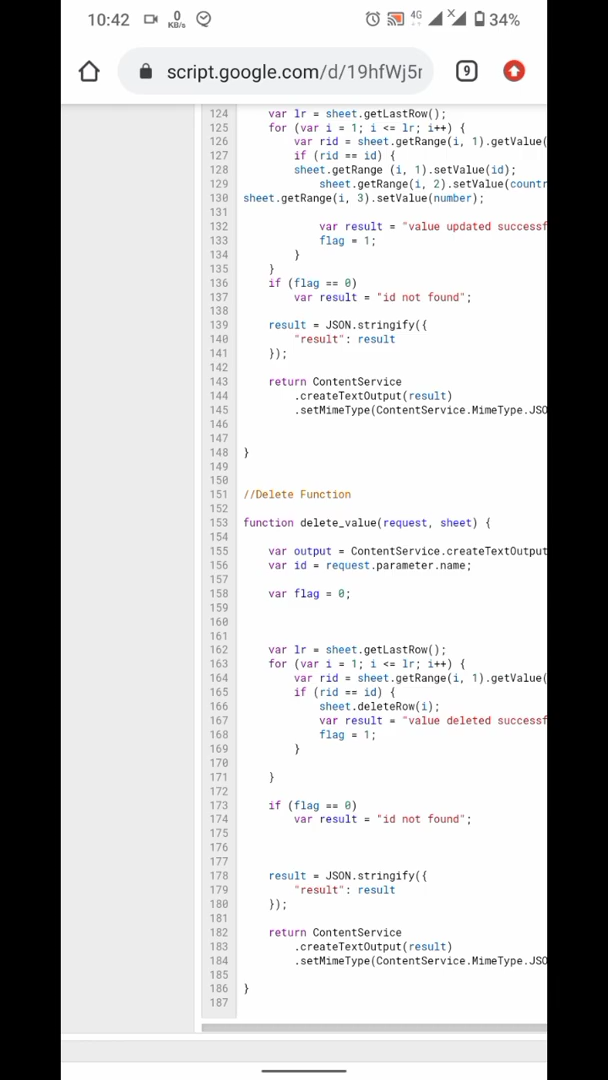 10:42 0 KB/s 4G X 34%
script.google.com/d/19hfWj5r 9
124 var lr = sheet.getLastRow();
125 for (var i = 1; i <= lr; i++) {
126 var rid = sheet.getRange(i, 1).getValue(
127 if (rid == id) {
128 sheet.getRange (i, 1).setValue(id);
129 sheet.getRange(i, 2).setValue(countr
130 sheet.getRange(i, 3).setValue(number);
131
132 var result = "value updated successf
133 flag = 1;
134 }
135 }
136 if (flag == 0)
137 var result = "id not found";
138
139 result = JSON.stringify({
140 "result": result
141 });
142
143 return ContentService
144 .createTextOutput(result)
145 .setMimeType(ContentService.MimeType.JSO
146
147
148 }
149
150
151 //Delete Function
152
153 function delete_value(request, sheet) {
154
155 var output = ContentService.createTextOutput
156 var id = request.parameter.name;
157
158 var flag = 0;
159
160
161
162 var lr = sheet.getLastRow();
163 for (var i = 1; i <= lr; i++) {
164 var rid = sheet.getRange(i, 1).getValue(
165 if (rid == id) {
166 sheet.deleteRow(i);
167 var result = "value deleted successf
168 flag = 1;
169 }
170
171 }
172
173 if (flag == 0)
174 var result = "id not found";
175
176
177
178 result = JSON.stringify({
179 "result": result
180 });
181
182 return ContentService
183 .createTextOutput(result)
184 .setMimeType(ContentService.MimeType.JSO
185
186 }
187